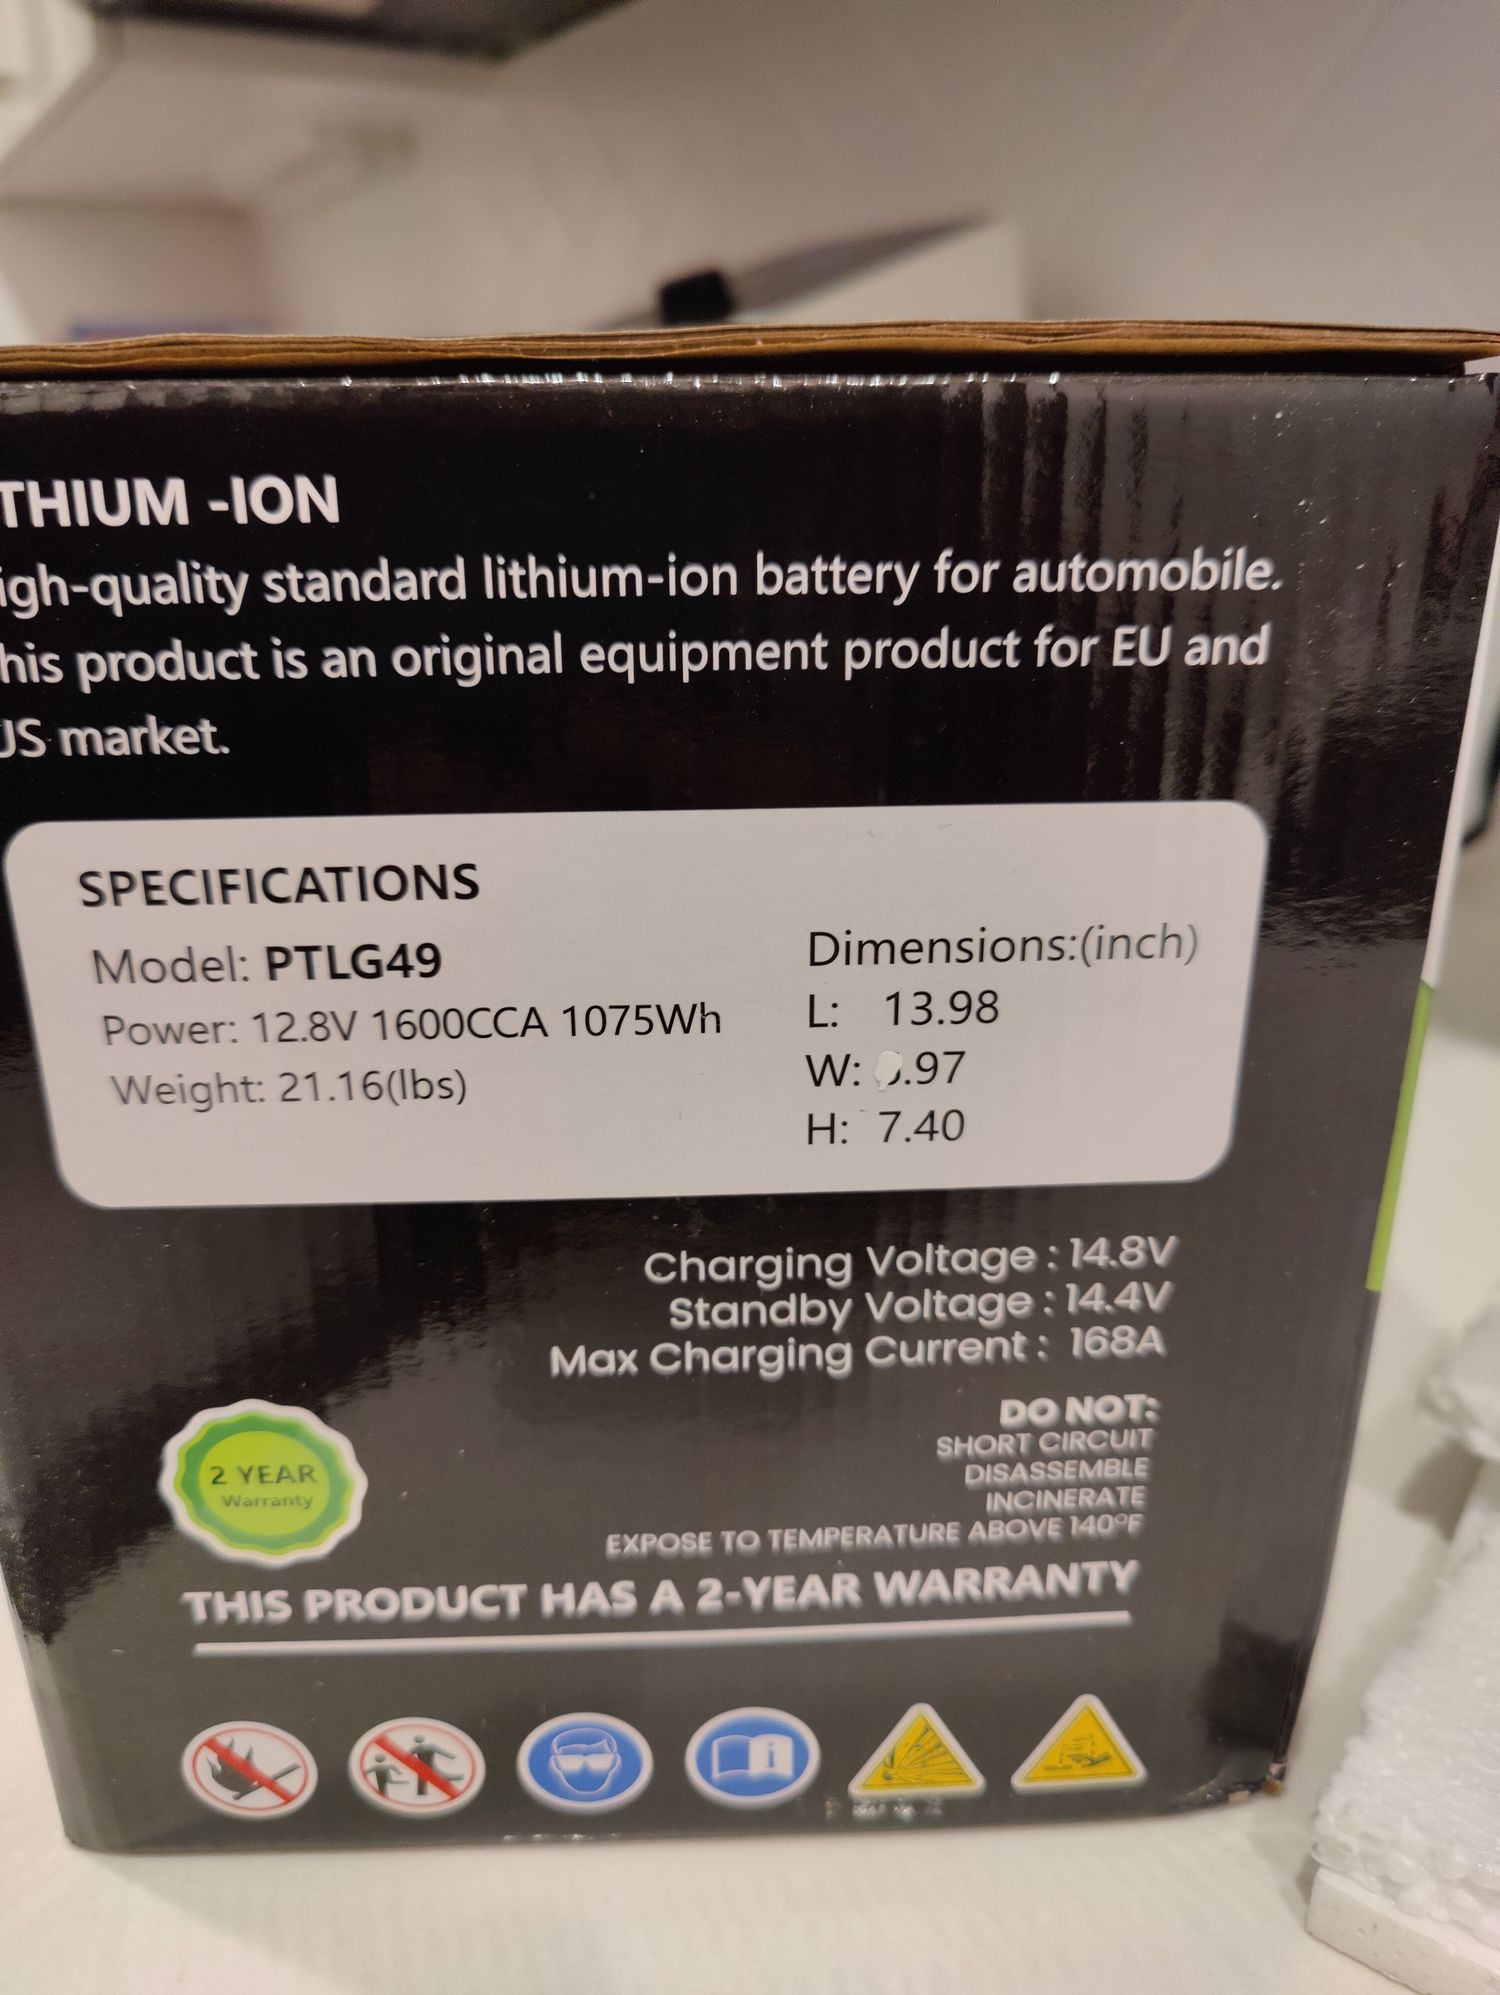 THIUM -ION
igh-quality standard lithium-ion battery for automobile.
his product is an original equipment product for EU and
US market.
SPECIFICATIONS
Model: PTLG49
Power: 12.8V 1600CCA 1075Wh
Weight: 21.16(lbs)
Dimensions:(inch)
L: 13.98
W: .97
H: 7.40
Charging Voltage : 14.8V
Standby Voltage : 14.4V
Max Charging Current : 168A
DO NOT:
SHORT CIRCUIT
DISASSEMBLE
INCINERATE
EXPOSE TO TEMPERATURE ABOVE 140°F
2 YEAR
Warranty
THIS PRODUCT HAS A 2-YEAR WARRANTY
i